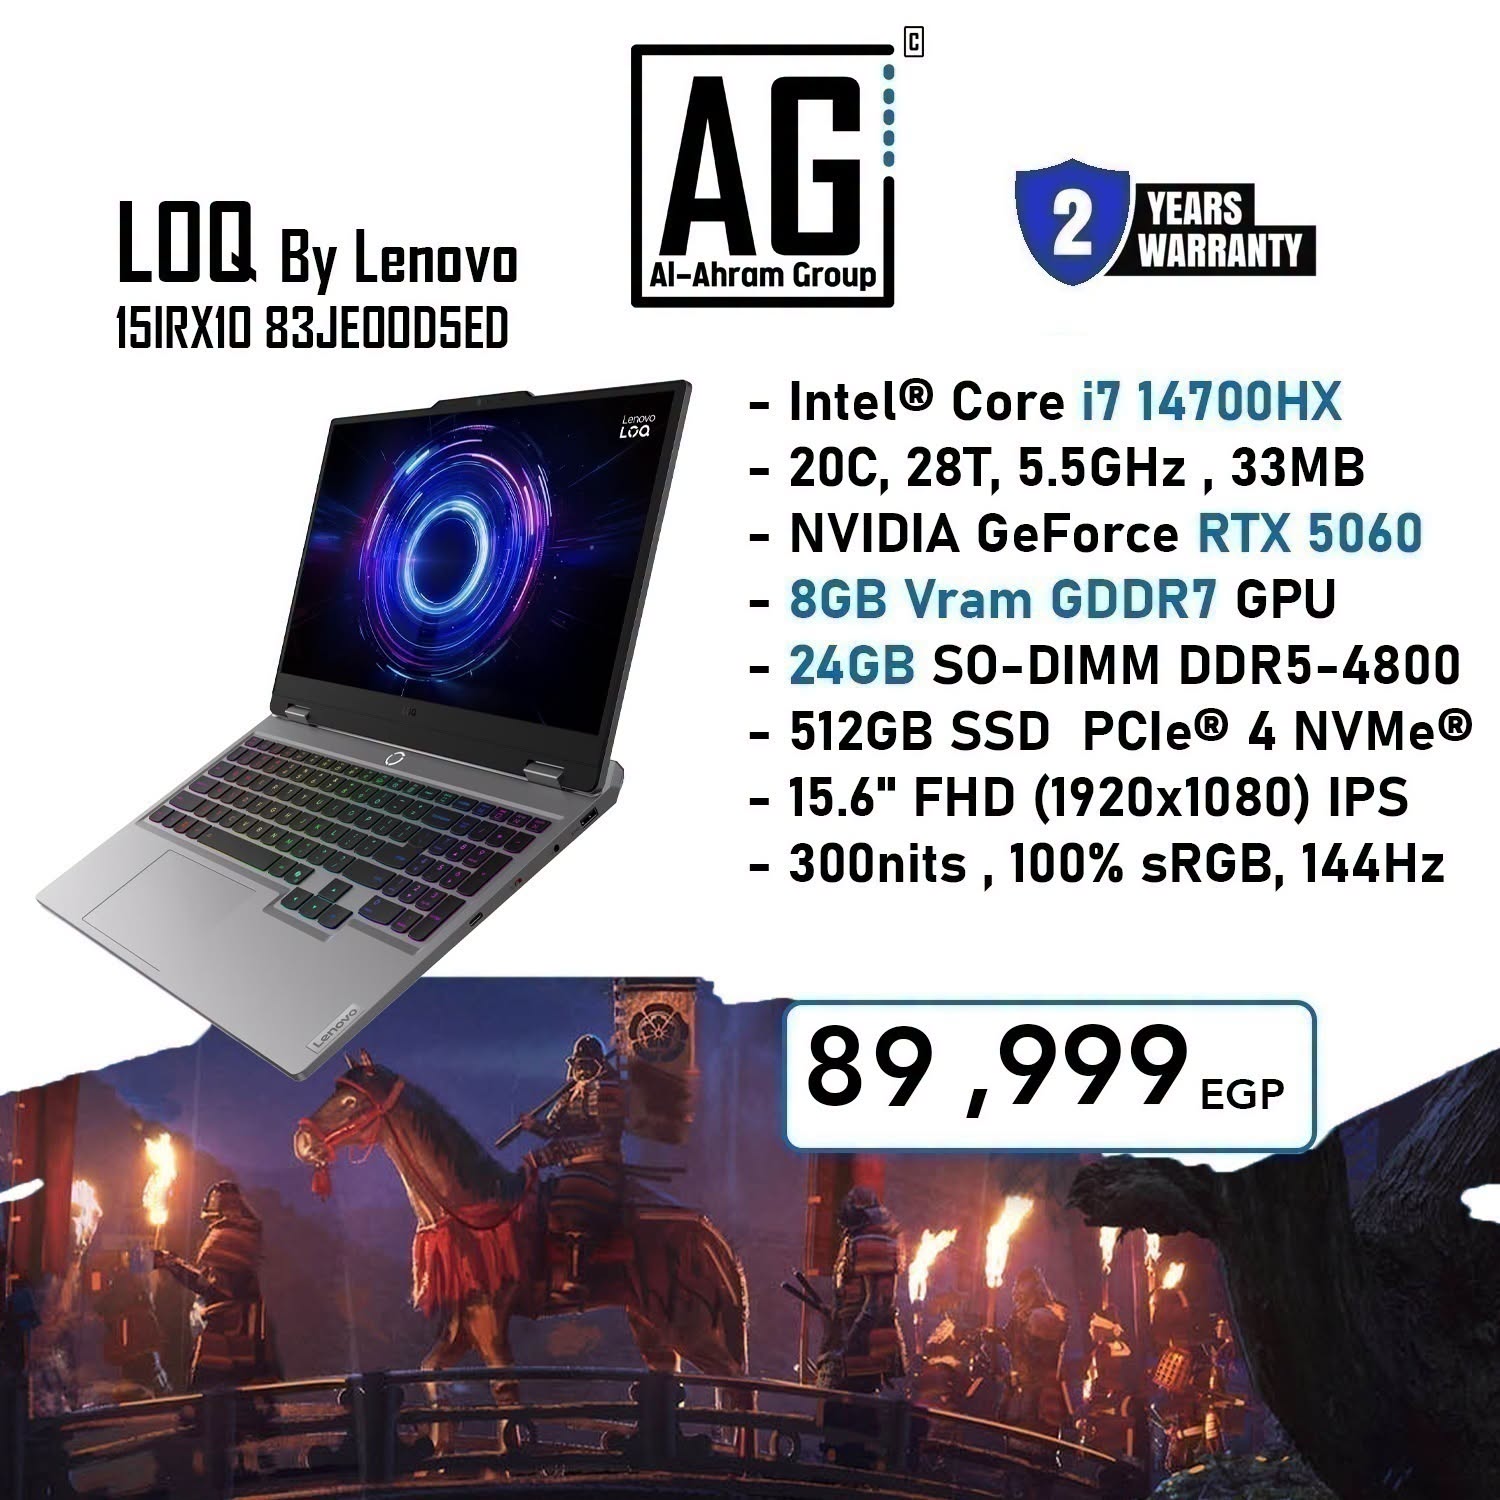 C
AG
Al-Ahram Group
2 YEARS
WARRANTY
LOQ By Lenovo
15IRX10 83JE00D5ED
Lenovo
LOQ
Lenovo
- Intel® Core i7 14700HX
- 20C, 28T, 5.5GHz , 33MB
- NVIDIA GeForce RTX 5060
- 8GB Vram GDDR7 GPU
- 24GB SO-DIMM DDR5-4800
- 512GB SSD  PCIe® 4 NVMe®
- 15.6" FHD (1920x1080) IPS
- 300nits , 100% sRGB, 144Hz
89 ,999 EGP